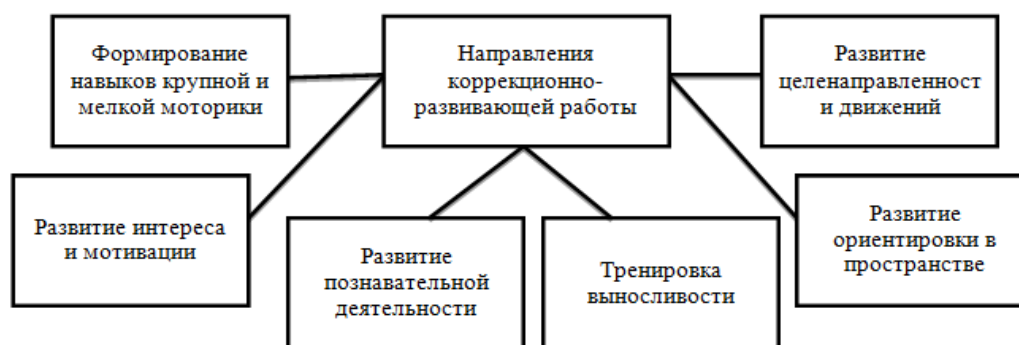 Формирование
навыков крупной и
мелкой моторики
Направления
коррекционно-
развивающей работы
Развитие
целенаправленност
и движений
Развитие интереса
и мотивации
Развитие
познавательной
деятельности
Тренировка
выносливости
Развитие
ориентировки в
пространстве